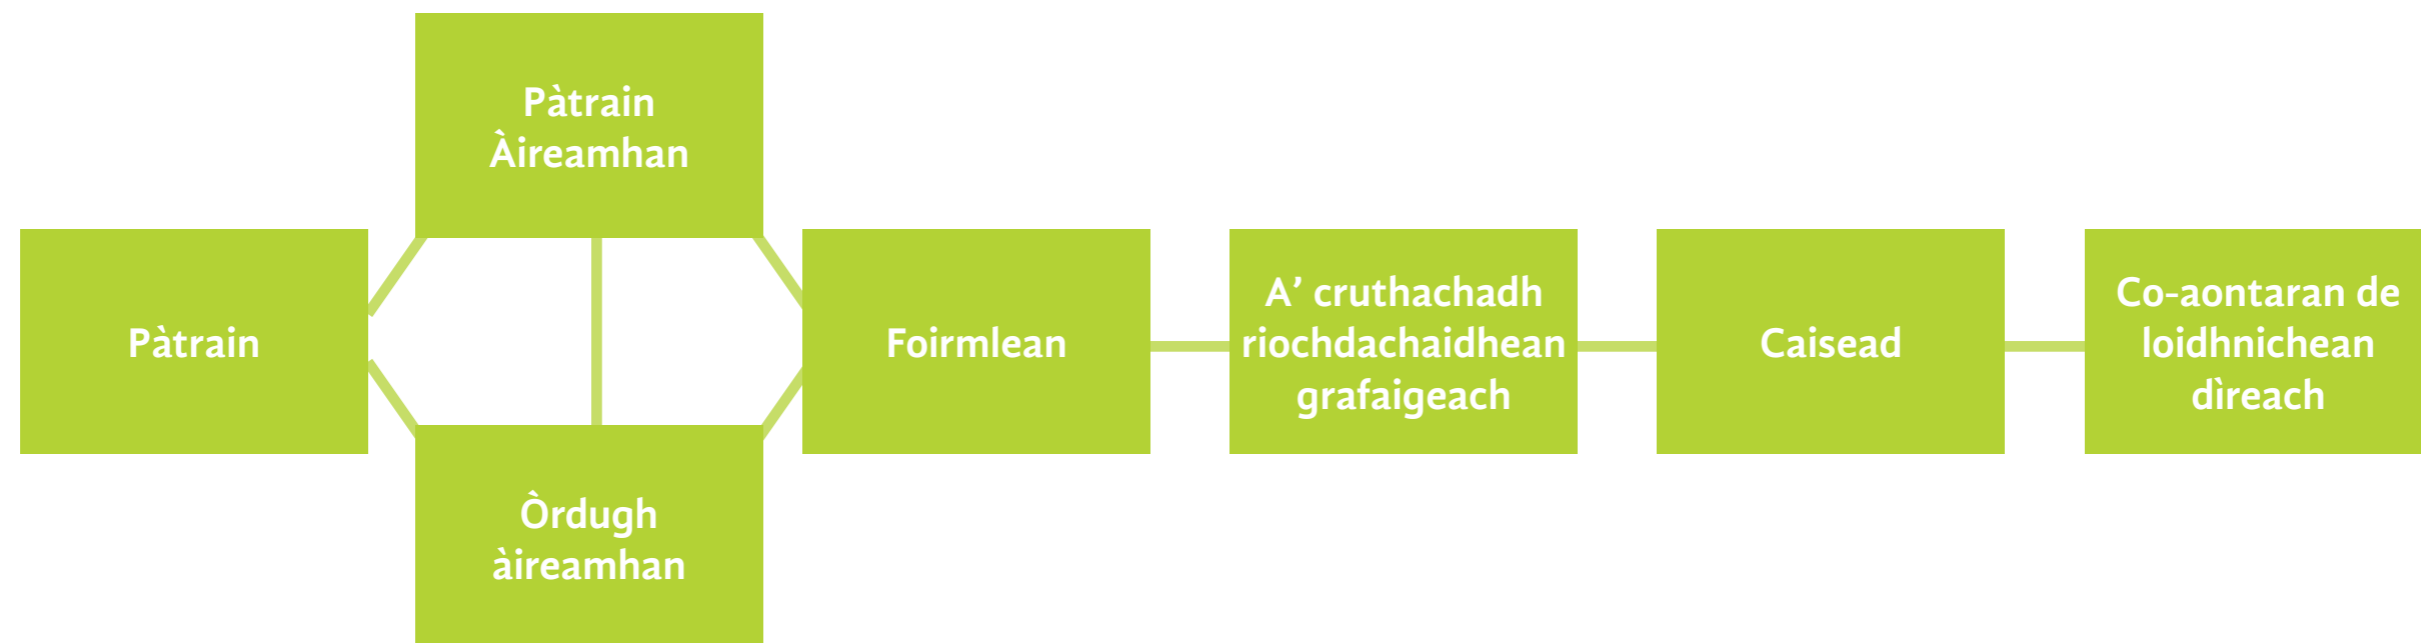 Pàtrain
Pàtrain
Àireamhan
Òrdugh
àireamhan
Foirmlean
A’ cruthachadh
riochdachaidhean
grafaigeach
Caisead
Co-aontaran de
loidhnichean
dìreach